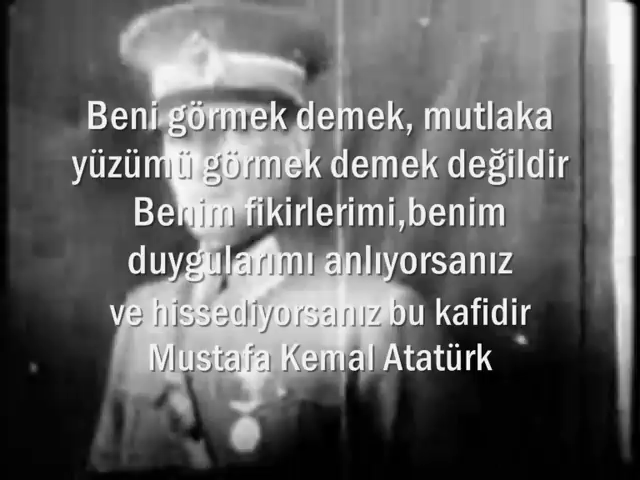 Beni görmek demek, mutlaka
yüzümü görmek demek değildir
Benim fikirlerimi,benim
duygularımı anlıyorsanız
ve hissediyorsanız bu kafidir
Mustafa Kemal Atatürk